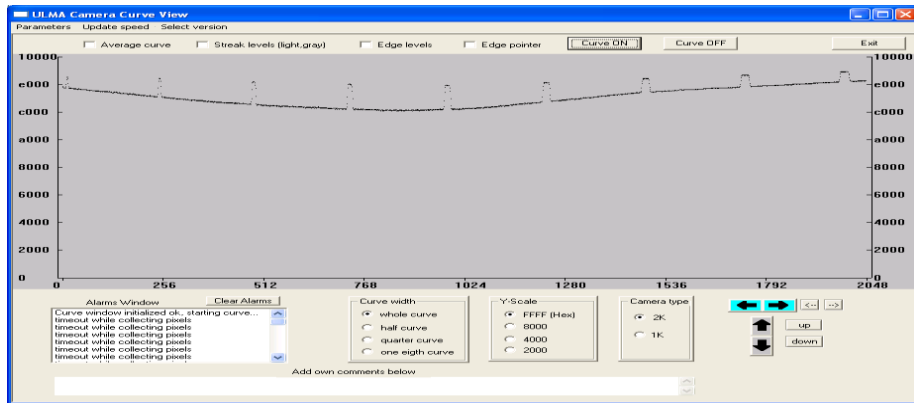 ULMA Camera Curve View
Parameters Update speed Select version
Average curve Streak levels (light,gray) Edge levels Edge pointer Curve ON Curve OFF Exit
10000 10000
e000 e000
c000 c000
a000 a000
8000 8000
6000 6000
4000 4000
2000 2000
0 0
0 256 512 768 1024 1280 1536 1792 2048
Alarms Window Clear Alarms
Curve window initialized ok, starting curve...
timeout while collecting pixels
timeout while collecting pixels
timeout while collecting pixels
timeout while collecting pixels
timeout while collecting pixels
timeout while collecting pixels
Curve width
whole curve
half curve
quarter curve
one eigth curve
Y-Scale
FFFF (Hex)
8000
4000
2000
Camera type
2K
1K
<-- -->
up
down
Add own comments below